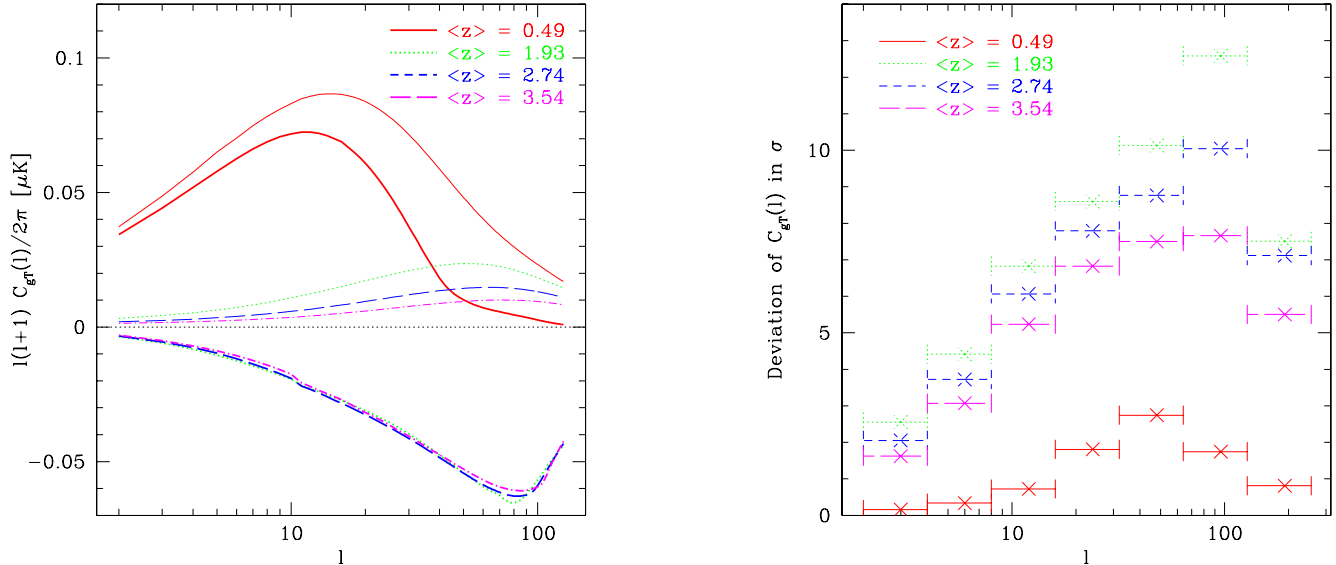 <z> = 0.49
<z> = 1.93
<z> = 2.74
<z> = 3.54
0.1
0.05
0
−0.05
l(l+1) C_gT(l)/2π [μK]
10
100
l
<z> = 0.49
<z> = 1.93
<z> = 2.74
<z> = 3.54
10
5
0
Deviation of C_gT(l) in σ
10
100
l